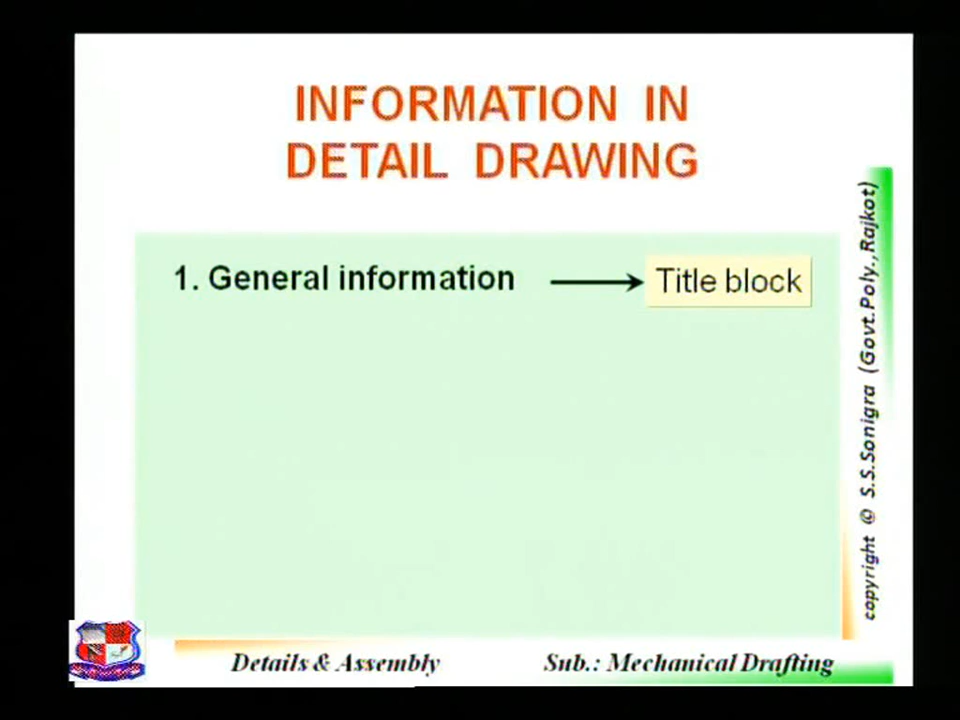 INFORMATION IN
DETAIL DRAWING
1. General information
Title block
copyright @ S.S.Sonigra (Govt.Poly.,Rajkot)
Details & Assembly
Sub.: Mechanical Drafting